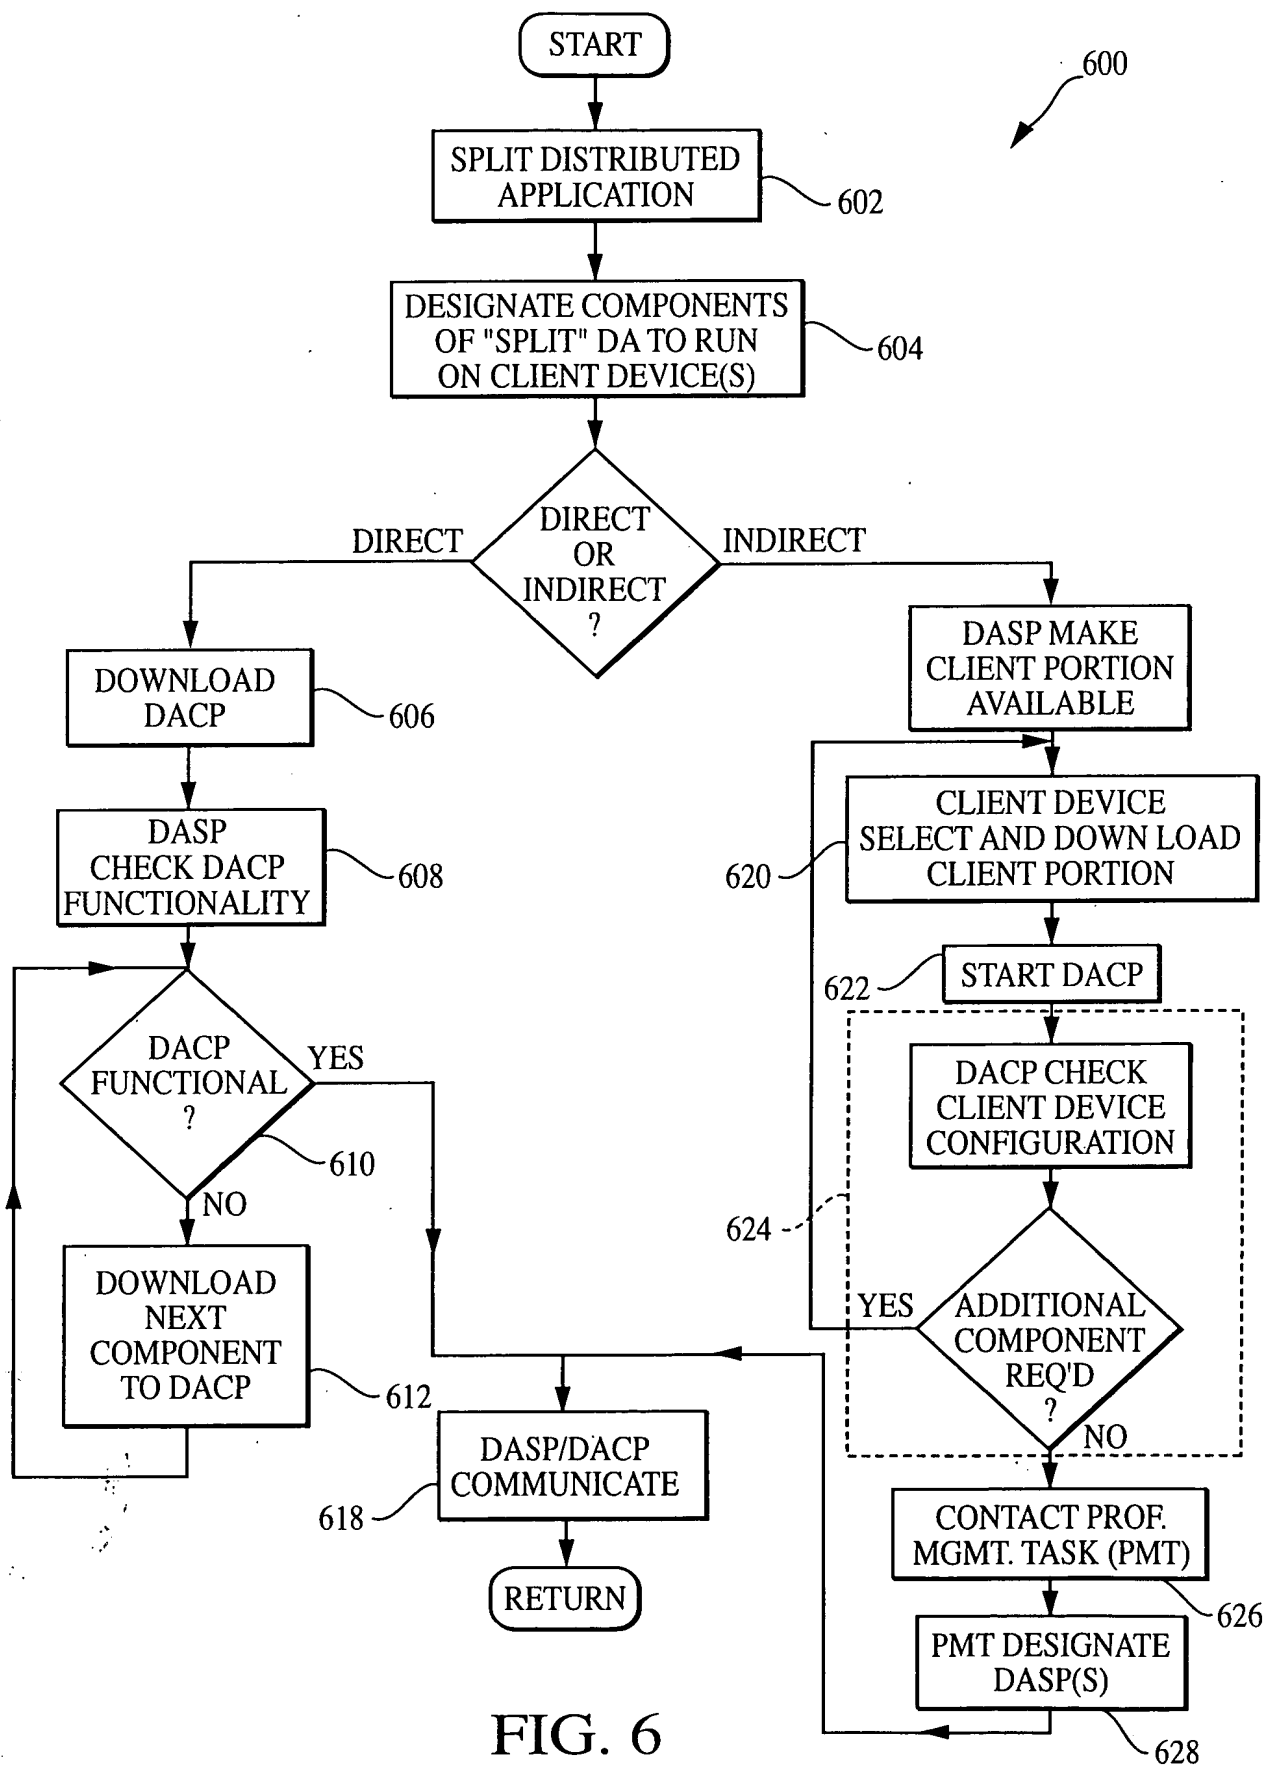 START
600
SPLIT DISTRIBUTED
APPLICATION
602
DESIGNATE COMPONENTS
OF "SPLIT" DA TO RUN
ON CLIENT DEVICE(S)
604
DIRECT
OR
INDIRECT
?
DIRECT
INDIRECT
DOWNLOAD
DACP
606
DASP
CHECK DACP
FUNCTIONALITY
608
DACP
FUNCTIONAL
?
YES
610
NO
DOWNLOAD
NEXT
COMPONENT
TO DACP
612
DASP MAKE
CLIENT PORTION
AVAILABLE
CLIENT DEVICE
SELECT AND DOWN LOAD
CLIENT PORTION
620
START DACP
622
DACP CHECK
CLIENT DEVICE
CONFIGURATION
624
YES
ADDITIONAL
COMPONENT
REQ'D
?
NO
CONTACT PROF.
MGMT. TASK (PMT)
626
PMT DESIGNATE
DASP(S)
628
DASP/DACP
COMMUNICATE
618
RETURN
FIG. 6